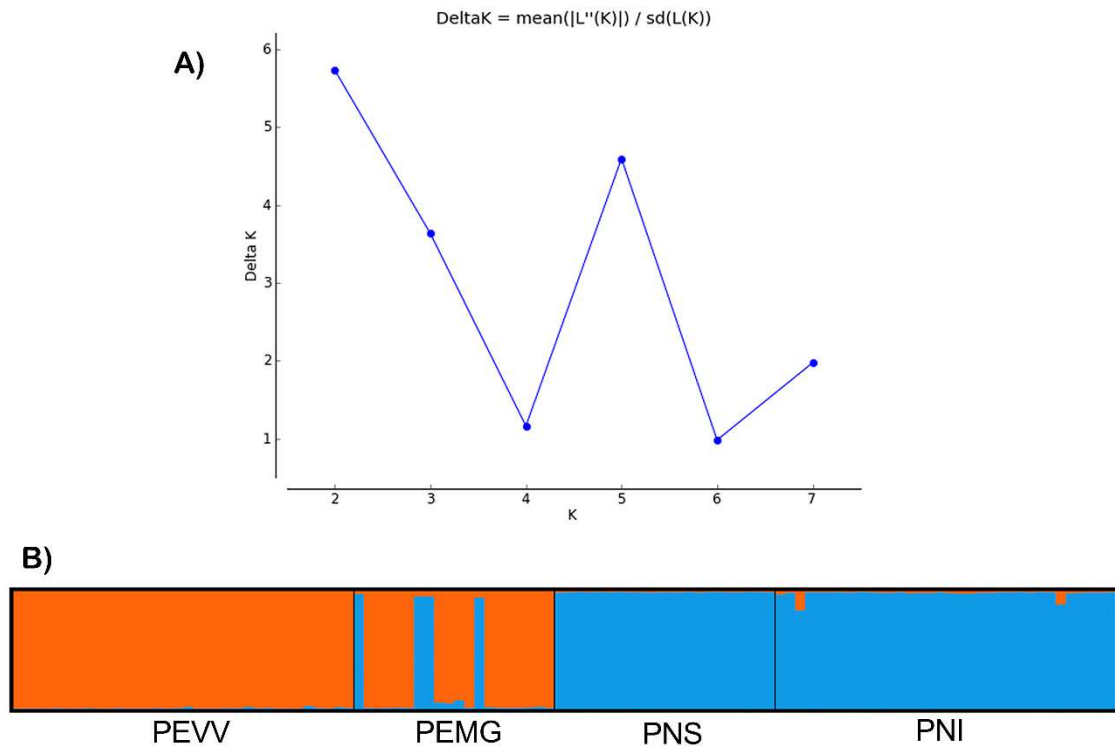 DeltaK = mean(|L''(K)|) / sd(L(K))
A)
6
5
4
3
2
1
Delta K
2 3 4 5 6 7
K
B)
PEVV PEMG PNS PNI